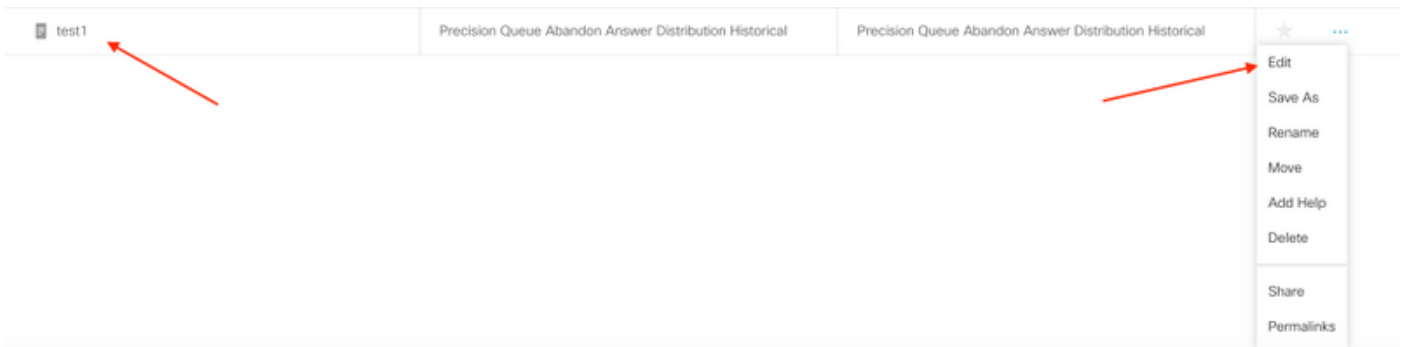 test1
Precision Queue Abandon Answer Distribution Historical
Precision Queue Abandon Answer Distribution Historical
Edit
Save As
Rename
Move
Add Help
Delete
Share
Permalinks